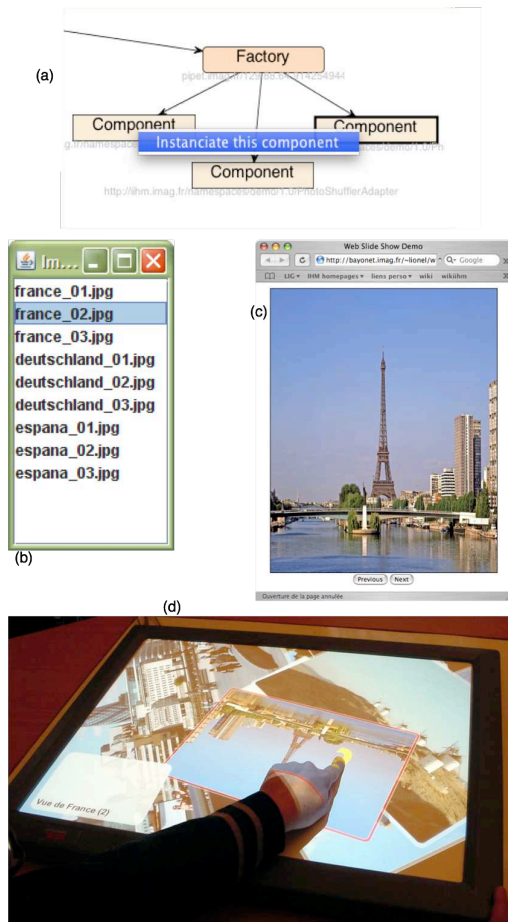 (a)
Factory
Component
Component
Instanciate this component
Component
http://iihm.imag.fr/namespaces/demo/1.0/PhotoShufflerAdapter
(b)
Im...
france_01.jpg
france_02.jpg
france_03.jpg
deutschland_01.jpg
deutschland_02.jpg
deutschland_03.jpg
espana_01.jpg
espana_02.jpg
espana_03.jpg
(c)
Web Slide Show Demo
http://bayonet.imag.fr/~lionel/w
Google
LIG IHM homepages liens perso wiki wikiihm
Previous Next
Ouverture de la page annulée
(d)
Vue de France (2)